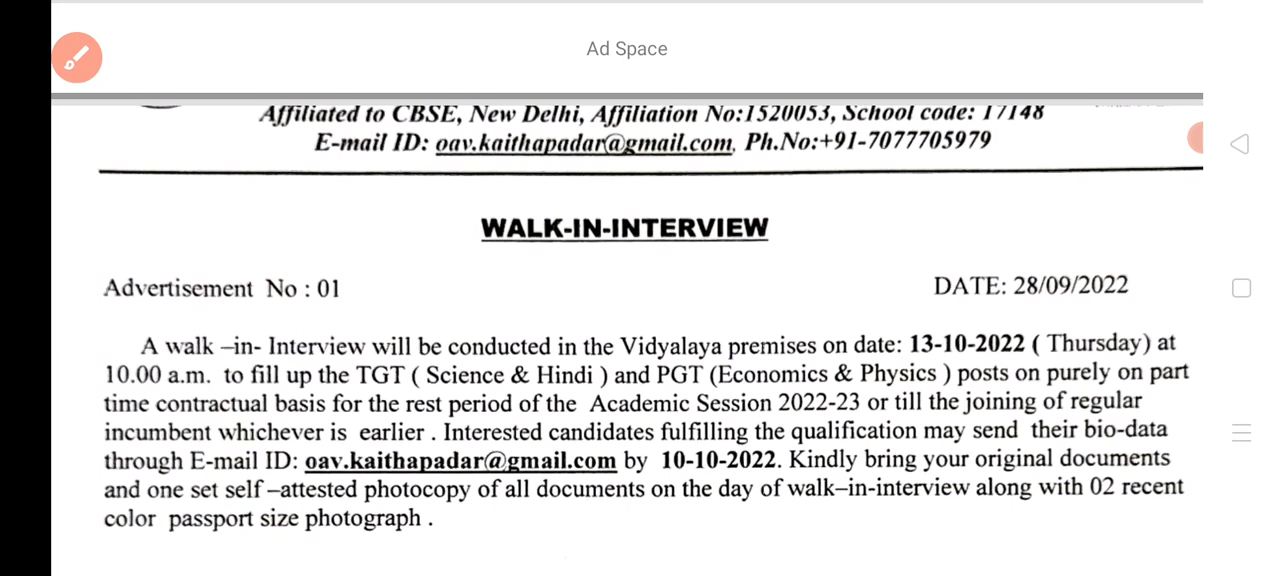 Ad Space
Affiliated to CBSE, New Delhi, Affiliation No:1520053, School code: 17148
E-mail ID: oav.kaithapadar@gmail.com, Ph.No:+91-7077705979
WALK-IN-INTERVIEW
Advertisement No : 01 DATE: 28/09/2022
A walk –in- Interview will be conducted in the Vidyalaya premises on date: 13-10-2022 ( Thursday) at
10.00 a.m. to fill up the TGT ( Science & Hindi ) and PGT (Economics & Physics ) posts on purely on part
time contractual basis for the rest period of the Academic Session 2022-23 or till the joining of regular
incumbent whichever is earlier . Interested candidates fulfilling the qualification may send their bio-data
through E-mail ID: oav.kaithapadar@gmail.com by 10-10-2022. Kindly bring your original documents
and one set self –attested photocopy of all documents on the day of walk–in-interview along with 02 recent
color passport size photograph .